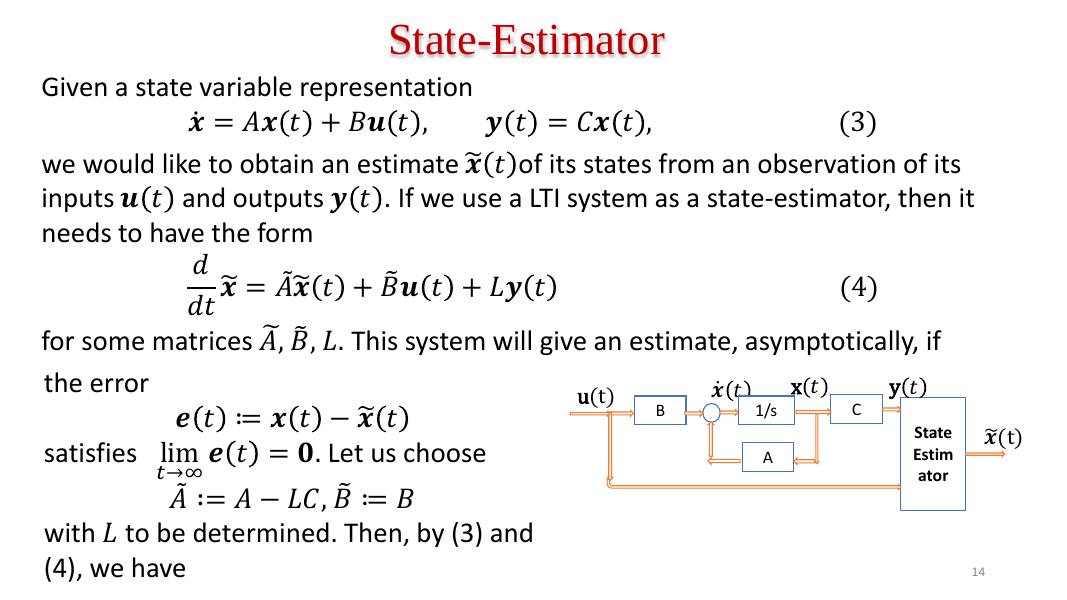 State-Estimator
Given a state variable representation
𝒙̇ = 𝐴𝒙(𝑡) + 𝐵𝒖(𝑡), 𝒚(𝑡) = 𝐶𝒙(𝑡), (3)
we would like to obtain an estimate 𝒙̃(𝑡)of its states from an observation of its
inputs 𝒖(𝑡) and outputs 𝒚(𝑡). If we use a LTI system as a state-estimator, then it
needs to have the form
𝑑/𝑑𝑡 𝒙̃ = 𝐴̃𝒙̃(𝑡) + 𝐵̃𝒖(𝑡) + 𝐿𝒚(𝑡) (4)
for some matrices 𝐴̃, 𝐵̃, 𝐿. This system will give an estimate, asymptotically, if
the error
𝒆(𝑡) ≔ 𝒙(𝑡) − 𝒙̃(𝑡)
satisfies lim 𝑡→∞ 𝒆(𝑡) = 𝟎. Let us choose
𝐴̃ := 𝐴 − 𝐿𝐶, 𝐵̃ ≔ 𝐵
with 𝐿 to be determined. Then, by (3) and
(4), we have
𝐮(t)
B
𝒙̇(𝑡)
1/s
𝐱(𝑡)
C
𝐲(𝑡)
A
State
Estim
ator
𝒙̃(t)
14